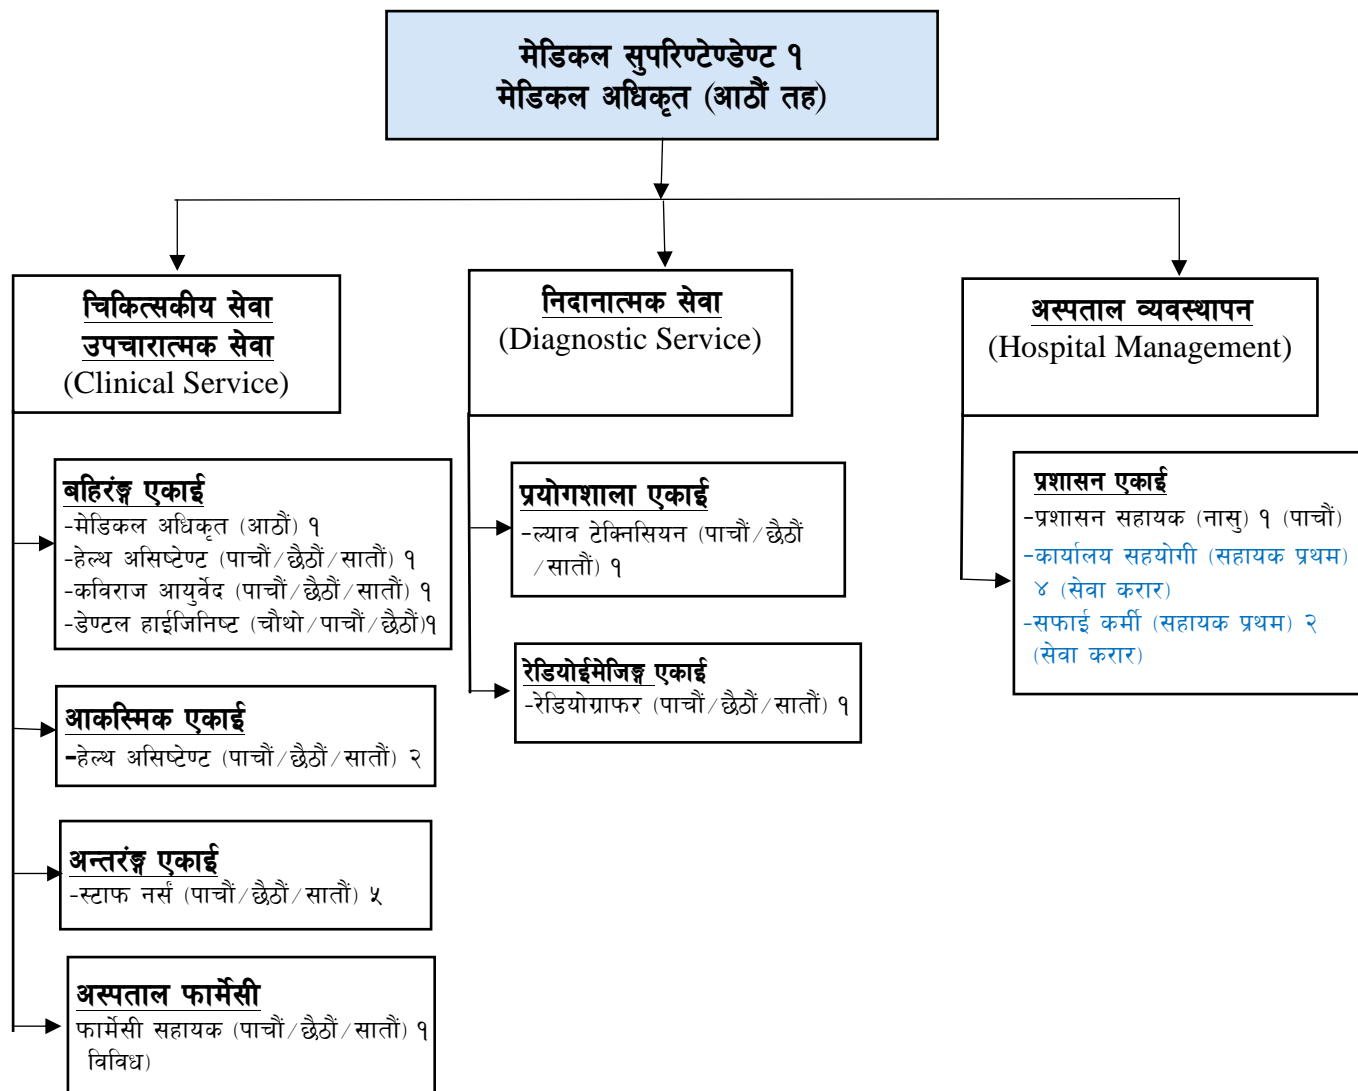 मेडिकल सुपरिण्टेण्डेण्ट १
मेडिकल अधिकृत (आठौं तह)
चिकित्सकीय सेवा
उपचारात्मक सेवा
(Clinical Service)
निदानात्मक सेवा
(Diagnostic Service)
अस्पताल व्यवस्थापन
(Hospital Management)
बहिरंङ्ग एकाई
-मेडिकल अधिकृत (आठौं) १
-हेल्थ असिष्टेण्ट (पाचौं/छैठौं/सातौं) १
-कविराज आयुर्वेद (पाचौं/छैठौं/सातौं) १
-डेण्टल हाईजिनिष्ट (चौथो/पाचौं/छैठौं)१
आकस्मिक एकाई
-हेल्थ असिष्टेण्ट (पाचौं/छैठौं/सातौं) २
अन्तरंङ्ग एकाई
-स्टाफ नर्सं (पाचौं/छैठौं/सातौं) ५
अस्पताल फार्मेसी
फार्मेसी सहायक (पाचौं/छैठौं/सातौं) १
विविध)
प्रयोगशाला एकाई
-ल्याव टेक्निसियन (पाचौं/छैठौं
/सातौं) १
रेडियोईमेजिङ्ग एकाई
-रेडियोग्राफर (पाचौं/छैठौं/सातौं) १
प्रशासन एकाई
-प्रशासन सहायक (नासु) १ (पाचौं)
-कार्यालय सहयोगी (सहायक प्रथम)
४ (सेवा करार)
-सफाई कर्मी (सहायक प्रथम) २
(सेवा करार)